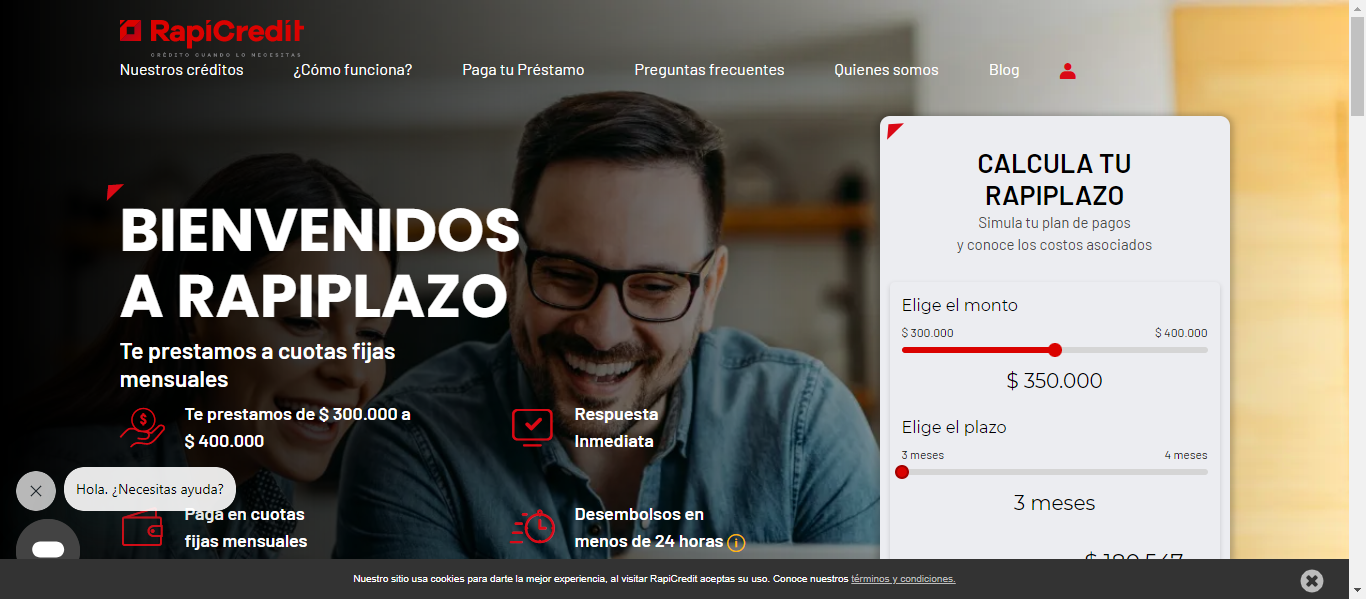 RapiCredit
CRÉDITO CUANDO LO NECESITAS
Nuestros créditos
¿Cómo funciona?
Paga tu Préstamo
Preguntas frecuentes
Quienes somos
Blog
BIENVENIDOS
A RAPIPLAZO
Te prestamos a cuotas fijas
mensuales
Te prestamos de $ 300.000 a
$ 400.000
Respuesta
Inmediata
Paga en cuotas
fijas mensuales
Desembolsos en
menos de 24 horas
CALCULA TU
RAPIPLAZO
Simula tu plan de pagos
y conoce los costos asociados
Elige el monto
$ 300.000
$ 400.000
$ 350.000
Elige el plazo
3 meses
4 meses
3 meses
Hola. ¿Necesitas ayuda?
Nuestro sitio usa cookies para darte la mejor experiencia, al visitar RapiCredit aceptas su uso. Conoce nuestros términos y condiciones.